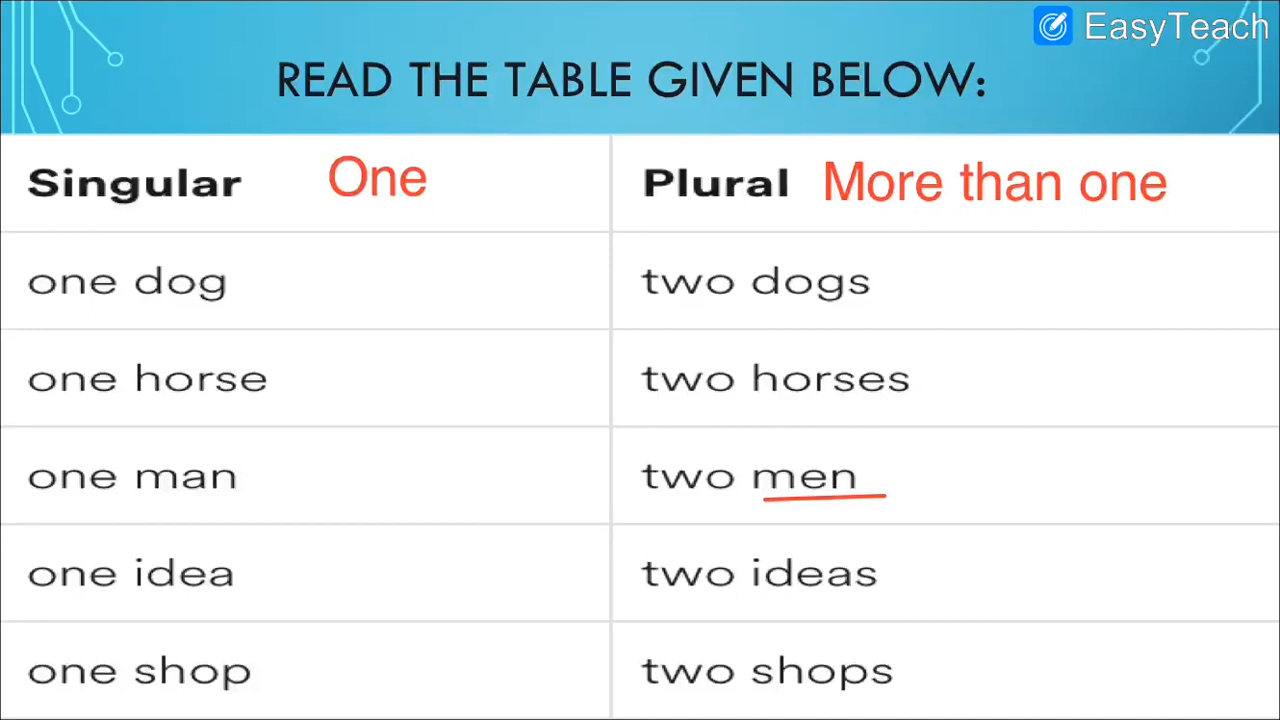 EasyTeach
READ THE TABLE GIVEN BELOW:
Singular One Plural More than one
one dog two dogs
one horse two horses
one man two men
one idea two ideas
one shop two shops